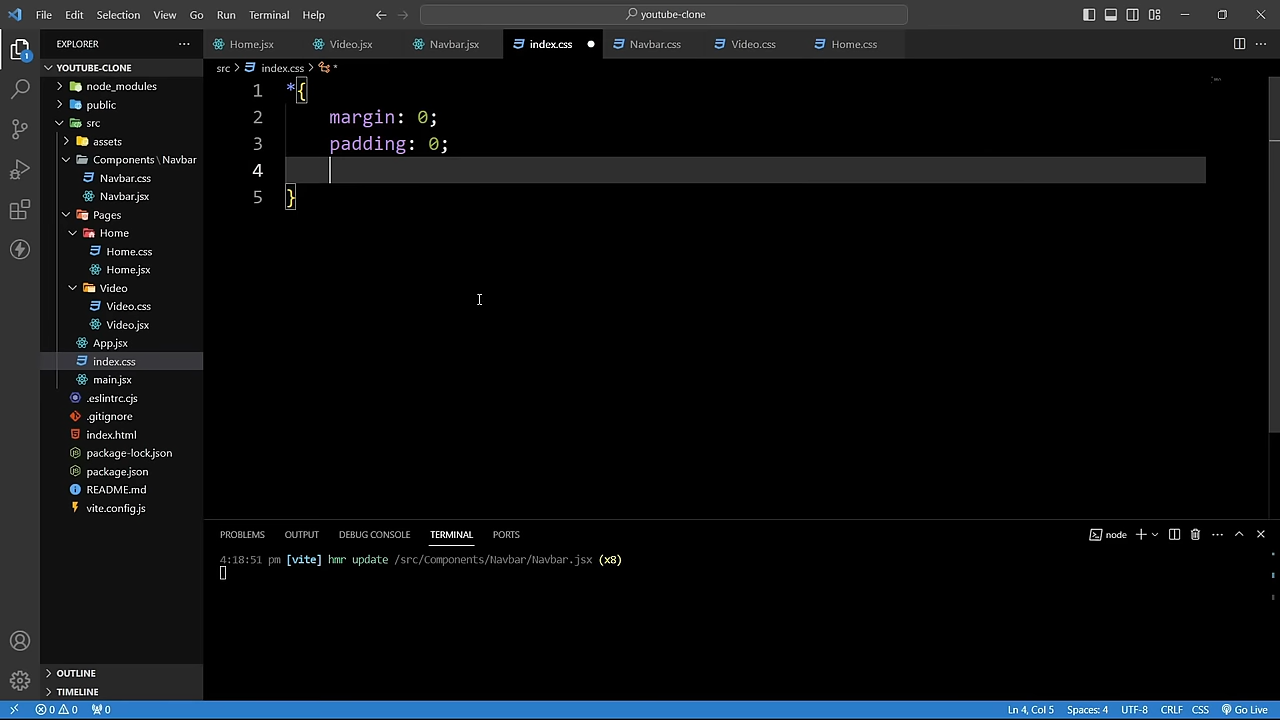 File Edit Selection View Go Run Terminal Help
youtube-clone
EXPLORER
Home.jsx Video.jsx Navbar.jsx index.css Navbar.css Video.css Home.css
YOUTUBE-CLONE
src > index.css > *
node_modules
public
src
assets
Components \ Navbar
Navbar.css
Navbar.jsx
Pages
Home
Home.css
Home.jsx
Video
Video.css
Video.jsx
App.jsx
index.css
main.jsx
.eslintrc.cjs
.gitignore
index.html
package-lock.json
package.json
README.md
vite.config.js
OUTLINE
TIMELINE
1 *{
2 margin: 0;
3 padding: 0;
4
5 }
PROBLEMS OUTPUT DEBUG CONSOLE TERMINAL PORTS
node
4:18:51 pm [vite] hmr update /src/Components/Navbar/Navbar.jsx (x8)
1
0 0 0
Ln 4, Col 5 Spaces: 4 UTF-8 CRLF CSS Go Live